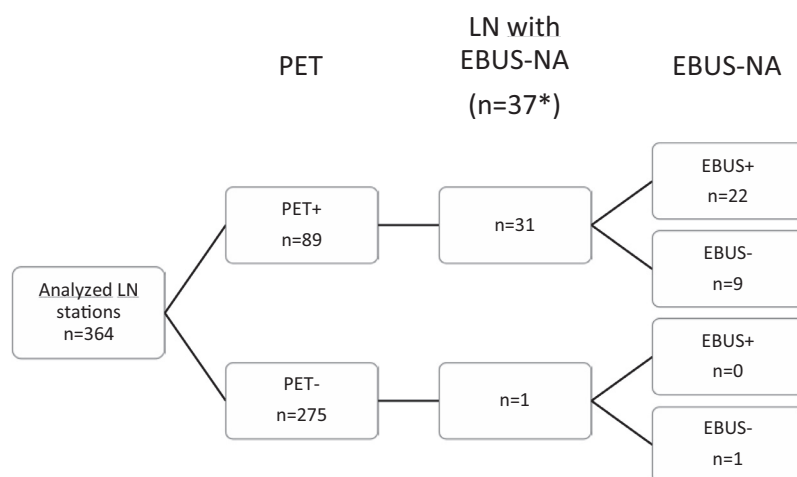 PET
LN with
EBUS-NA
(n=37*)
EBUS-NA
Analyzed LN
stations
n=364
PET+
n=89
n=31
EBUS+
n=22
EBUS-
n=9
PET-
n=275
n=1
EBUS+
n=0
EBUS-
n=1